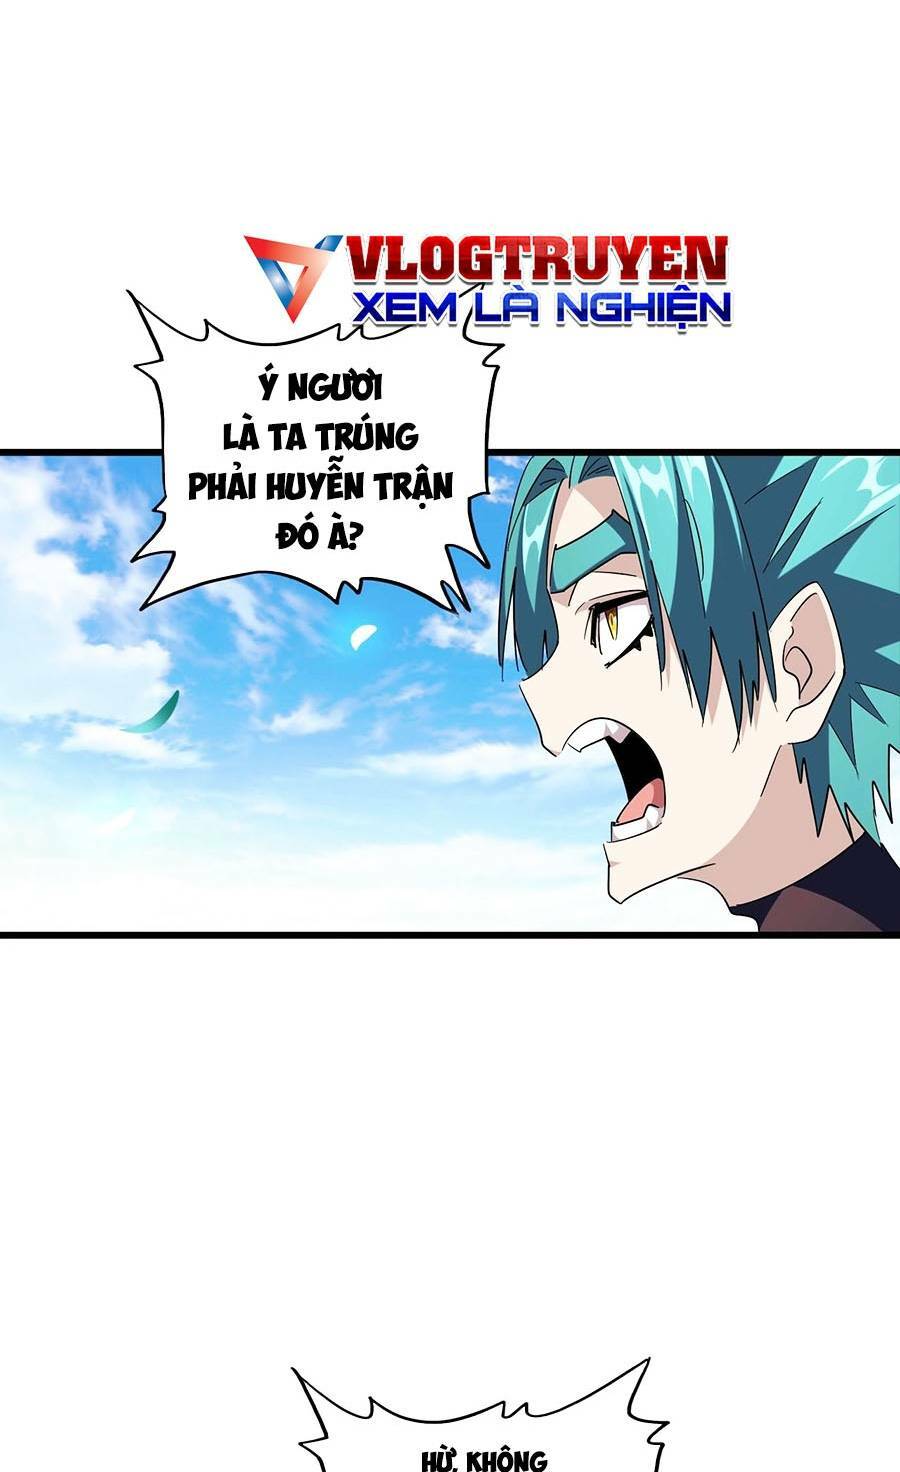 VLOGTRUYEN
XEM LÀ NGHIỆN
Ý NGƯƠI
LÀ TA TRÚNG
PHẢI HUYỄN TRẬN
ĐÓ À?
HỪ, KHÔNG